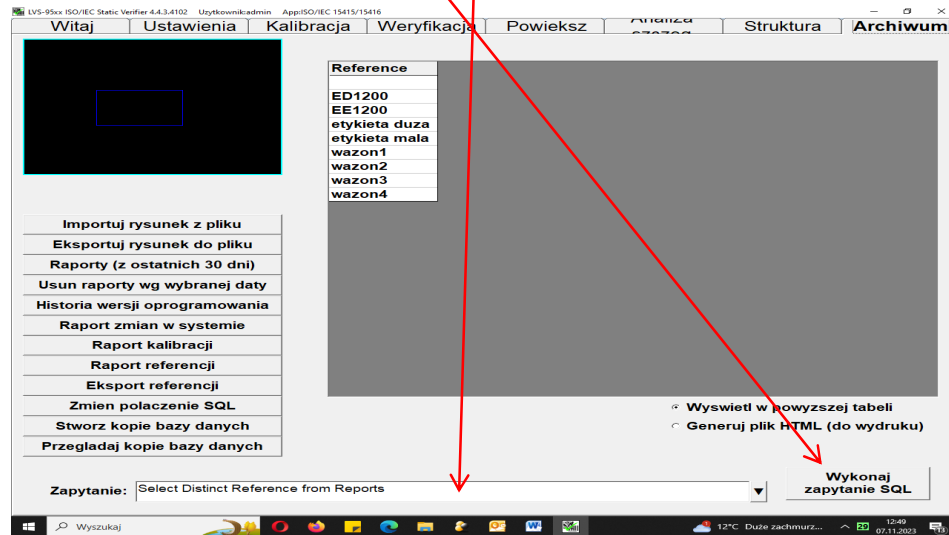 LVS-95xx ISO/IEC Static Verifier 4.4.3.4102 Uzytkownik:admin App:ISO/IEC 15415/15416
Witaj Ustawienia Kalibracja Weryfikacja Powieksz Analiza Struktura Archiwum
Reference
ED1200
EE1200
etykieta duza
etykieta mala
wazon1
wazon2
wazon3
wazon4
Importuj rysunek z pliku
Eksportuj rysunek do pliku
Raporty (z ostatnich 30 dni)
Usun raporty wg wybranej daty
Historia wersji oprogramowania
Raport zmian w systemie
Raport kalibracji
Raport referencji
Eksport referencji
Zmien polaczenie SQL
Stworz kopie bazy danych
Przegladaj kopie bazy danych
Wyswietl w powyzszej tabeli
Generuj plik HTML (do wydruku)
Zapytanie: Select Distinct Reference from Reports
Wykonaj
zapytanie SQL
Wyszukaj
12°C Duże zachmurz...
12:49
07.11.2023